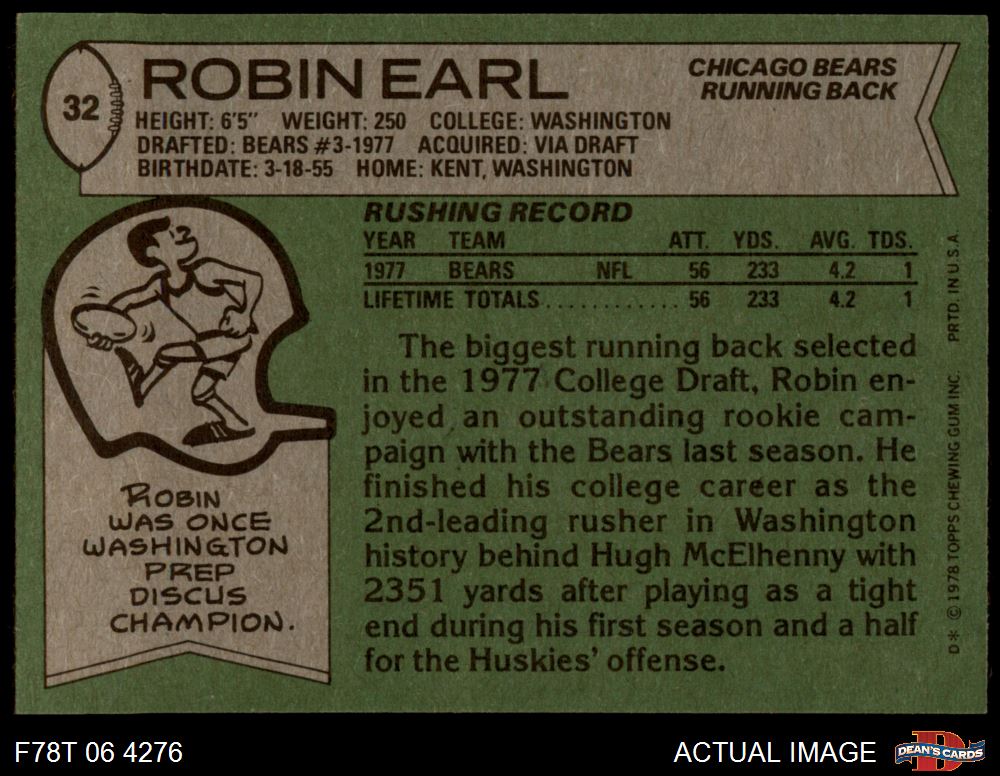 32
ROBIN EARL
CHICAGO BEARS
RUNNING BACK
HEIGHT: 6'5" WEIGHT: 250 COLLEGE: WASHINGTON
DRAFTED: BEARS #3-1977 ACQUIRED: VIA DRAFT
BIRTHDATE: 3-18-55 HOME: KENT, WASHINGTON
RUSHING RECORD
YEAR TEAM ATT. YDS. AVG. TDS.
1977 BEARS NFL 56 233 4.2 1
LIFETIME TOTALS............ 56 233 4.2 1
The biggest running back selected
in the 1977 College Draft, Robin en-
joyed an outstanding rookie cam-
paign with the Bears last season. He
finished his college career as the
2nd-leading rusher in Washington
history behind Hugh McElhenny with
2351 yards after playing as a tight
end during his first season and a half
for the Huskies' offense.
ROBIN
WAS ONCE
WASHINGTON
PREP
DISCUS
CHAMPION.
D* © 1978 TOPPS CHEWING GUM INC. PRTD. IN U.S.A.
F78T 06 4276
ACTUAL IMAGE
D
DEAN'S CARDS